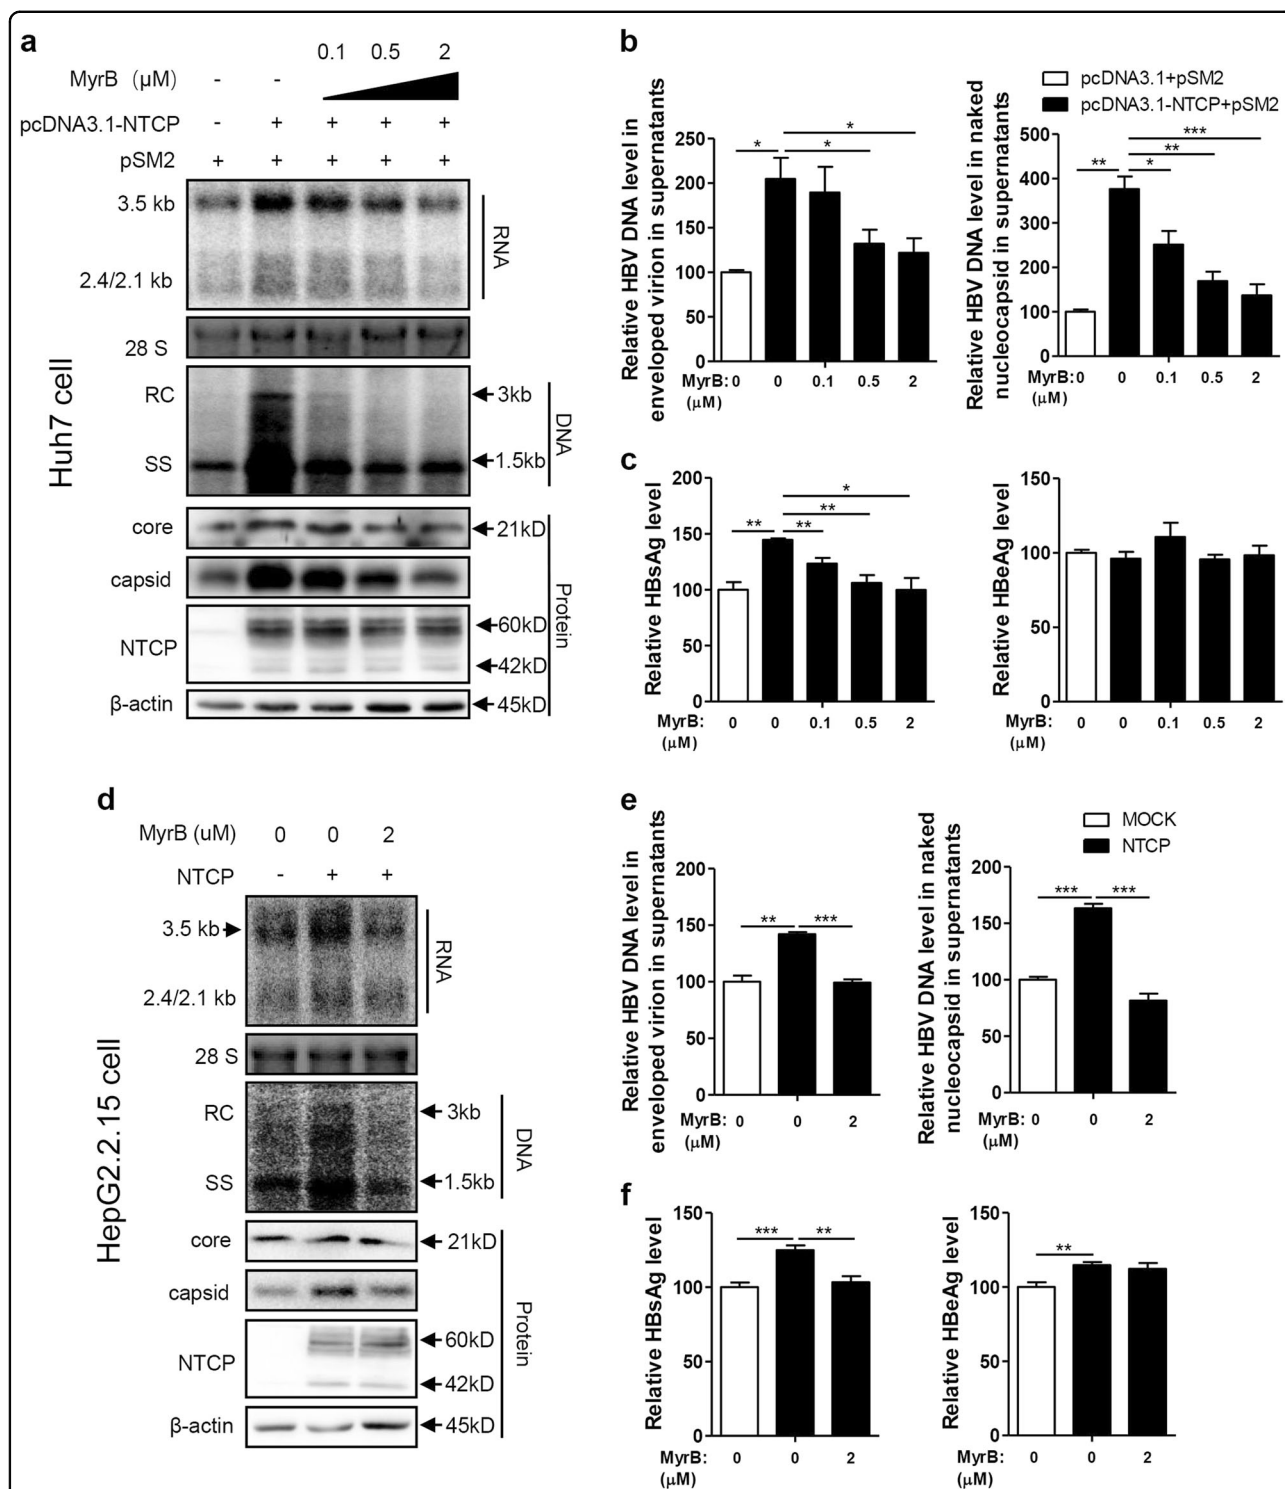 a
0.1 0.5 2
MyrB (μM) - -
pcDNA3.1-NTCP - + + + +
pSM2 + + + + +
3.5 kb
2.4/2.1 kb
RNA
28 S
RC
3kb
SS
1.5kb
DNA
core
21kD
capsid
NTCP
60kD
42kD
β-actin
45kD
Protein
Huh7 cell
b
Relative HBV DNA level in
enveloped virion in supernatants
250
200
150
100
50
0
* * *
MyrB: 0 0 0.1 0.5 2
(μM)
pcDNA3.1+pSM2
pcDNA3.1-NTCP+pSM2
Relative HBV DNA level in naked
nucleocapsid in supernatants
500
400
300
200
100
0
***
**
** *
MyrB: 0 0 0.1 0.5 2
(μM)
c
Relative HBsAg level
200
150
100
50
0
*
**
** **
MyrB: 0 0 0.1 0.5 2
(μM)
Relative HBeAg level
150
100
50
0
MyrB: 0 0 0.1 0.5 2
(μM)
d
MyrB (uM) 0 0 2
NTCP - + +
3.5 kb
2.4/2.1 kb
RNA
28 S
RC
3kb
SS
1.5kb
DNA
core
21kD
capsid
NTCP
60kD
42kD
β-actin
45kD
Protein
HepG2.2.15 cell
e
Relative HBV DNA level in
enveloped virion in supernatants
200
150
100
50
0
** ***
MyrB: 0 0 2
(μM)
MOCK
NTCP
Relative HBV DNA level in naked
nucleocapsid in supernatants
200
150
100
50
0
*** ***
MyrB: 0 0 2
(μM)
f
Relative HBsAg level
150
100
50
0
*** **
MyrB: 0 0 2
(μM)
Relative HBeAg level
150
100
50
0
**
MyrB: 0 0 2
(μM)